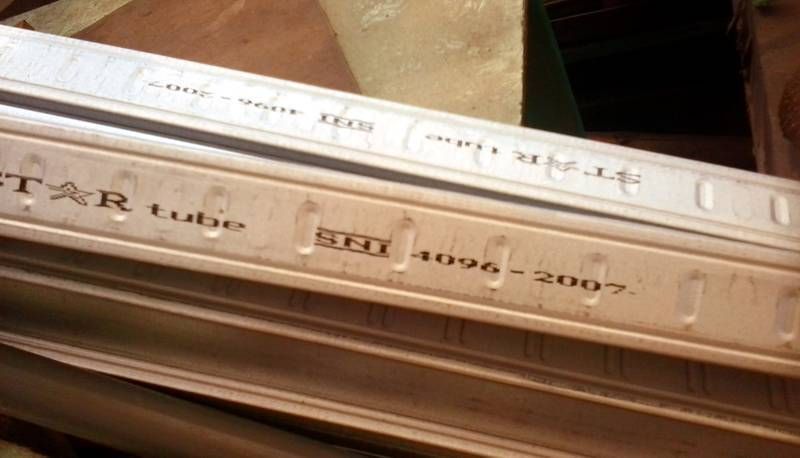 4096-2007 SNI ST☆R tube
ST☆R tube SNI 4096-2007